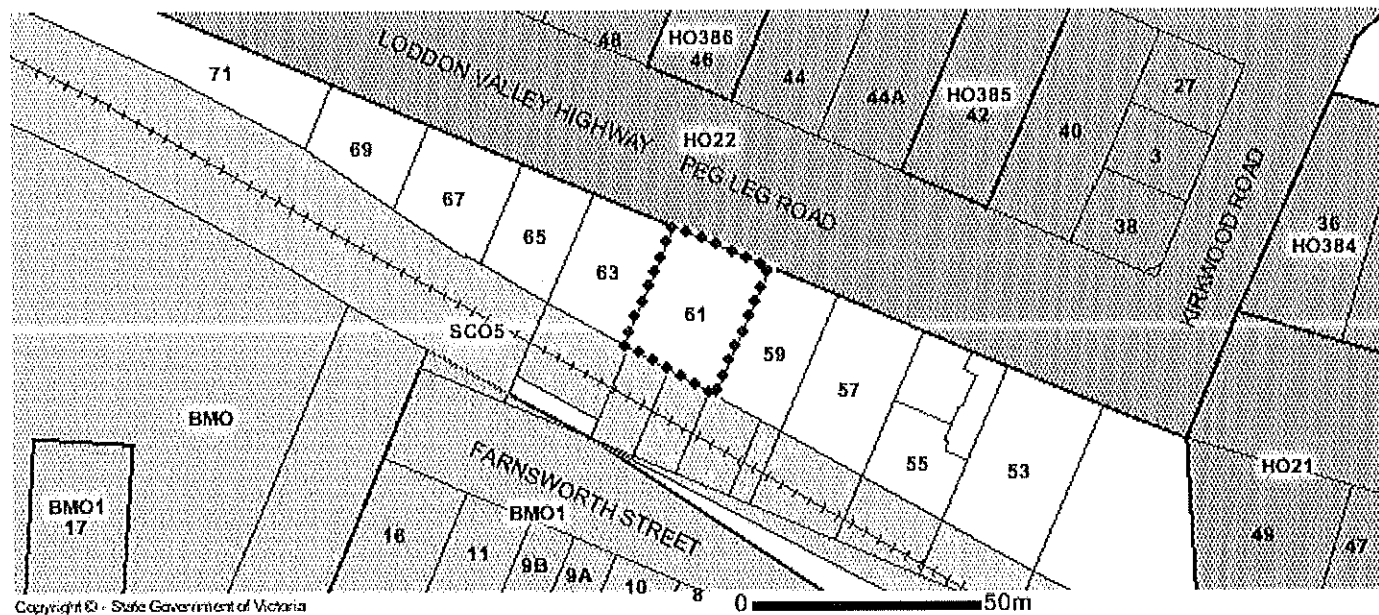 71
LODDON VALLEY HIGHWAY
48
HO386
46
44
44A
HO385
42
40
27
3
38
HO22
PEG LEG ROAD
KIRKWOOD ROAD
36
HO384
69
67
65
63
61
59
57
55
53
SCO5
BMO
BMO1
17
FARNSWORTH STREET
BMO1
16
11
9B
9A
10
8
HO21
49
47
Copyright © - State Government of Victoria
0 50m